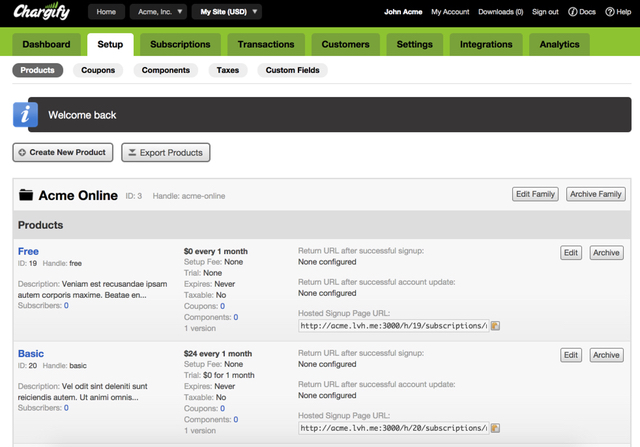 Chargify Home Acme, Inc. My Site (USD) John Acme My Account Downloads (0) Sign out Docs Help
Dashboard Setup Subscriptions Transactions Customers Settings Integrations Analytics
Products Coupons Components Taxes Custom Fields
Welcome back
Create New Product Export Products
Acme Online ID: 3 Handle: acme-online Edit Family Archive Family
Products
Free
ID: 19 Handle: free
Description: Veniam est recusandae ipsam
autem corporis maxime. Beatae en...
Subscribers: 0
$0 every 1 month
Setup Fee: None
Trial: None
Expires: Never
Taxable: No
Coupons: 0
Components: 0
1 version
Return URL after successful signup:
None configured
Return URL after successful account update:
None configured
Hosted Signup Page URL:
http://acme.lvh.me:3000/h/19/subscriptions/
Edit Archive
Basic
ID: 20 Handle: basic
Description: Vel odit sint deleniti sunt
reiciendis autem. Ut animi omnis...
Subscribers: 0
$24 every 1 month
Setup Fee: None
Trial: $0 for 1 month
Expires: Never
Taxable: No
Coupons: 0
Components: 0
1 version
Return URL after successful signup:
None configured
Return URL after successful account update:
None configured
Hosted Signup Page URL:
http://acme.lvh.me:3000/h/20/subscriptions/
Edit Archive